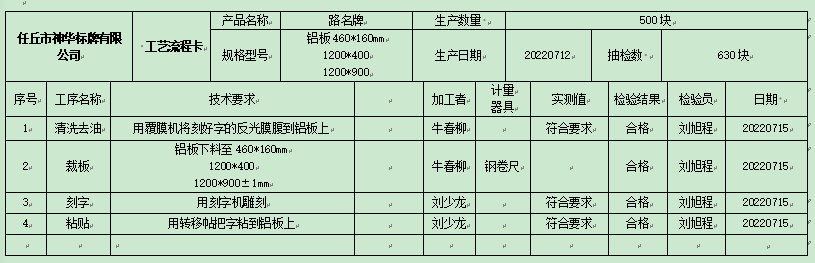 任丘市神华标牌有限公司 工艺流程卡 产品名称 路名牌 生产数量 500块
规格型号 铝板460*160mm 1200*400 1200*900 生产日期 20220712 抽检数 630块
序号 工序名称 技术要求 加工者 计量器具 实测值 检验结果 检验员 日期
1 清洗去油 用覆膜机将刻好字的反光膜腹到铝板上 牛春柳 符合要求 合格 刘旭程 20220715
2 裁板 铝板下料至460*160mm 1200*400 1200*900±1mm 牛春柳 钢卷尺 合格 刘旭程 20220715
3 刻字 用刻字机雕刻 刘少龙 符合要求 合格 刘旭程 20220715
4 粘贴 用转移帖把字粘到铝板上 刘少龙 符合要求 合格 刘旭程 20220715